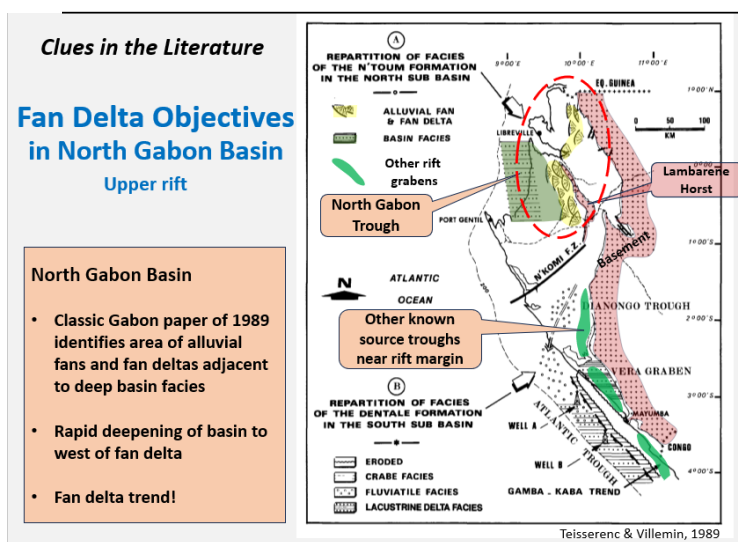 Clues in the Literature
Fan Delta Objectives
in North Gabon Basin
Upper rift
North Gabon Basin
• Classic Gabon paper of 1989
identifies area of alluvial
fans and fan deltas adjacent
to deep basin facies
• Rapid deepening of basin to
west of fan delta
• Fan delta trend!
A
REPARTITION OF FACIES
OF THE N'TOUM FORMATION
IN THE NORTH SUB BASIN
ALLUVIAL FAN
& FAN DELTA
BASIN FACIES
Other rift
grabens
North Gabon
Trough
9°00'E
10°00'E
11°00'E
EQ. GUINEA
1°00'N
0 50 100
KM
LIBREVILLE
0°00
Lambarene
Horst
PORT GENTIL
1°00'S
Basement
N'KOMI F.Z.
N
ATLANTIC
OCEAN
200
DIANONGO TROUGH
2°00'S
Other known
source troughs
near rift margin
VERA GRABEN
B
REPARTITION OF FACIES
OF THE DENTALE FORMATION
IN THE SOUTH SUB BASIN
3°00'S
MAYUMBA
WELL A
ATLANTIC TROUGH
CONGO
WELL B
4°00'S
ERODED
CRABE FACIES
FLUVIATILE FACIES
LACUSTRINE DELTA FACIES
GAMBA - KABA TREND
Teisserenc & Villemin, 1989